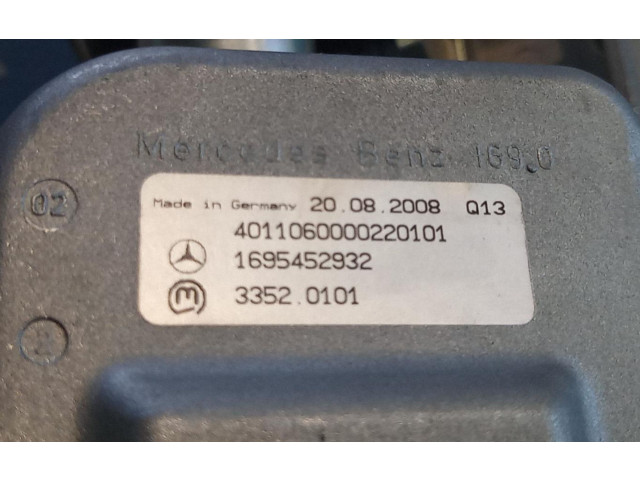 Mercedes Benz 169.0
02
Made in Germany 20.08.2008 Q13
4011060000220101
1695452932
M 3352.0101